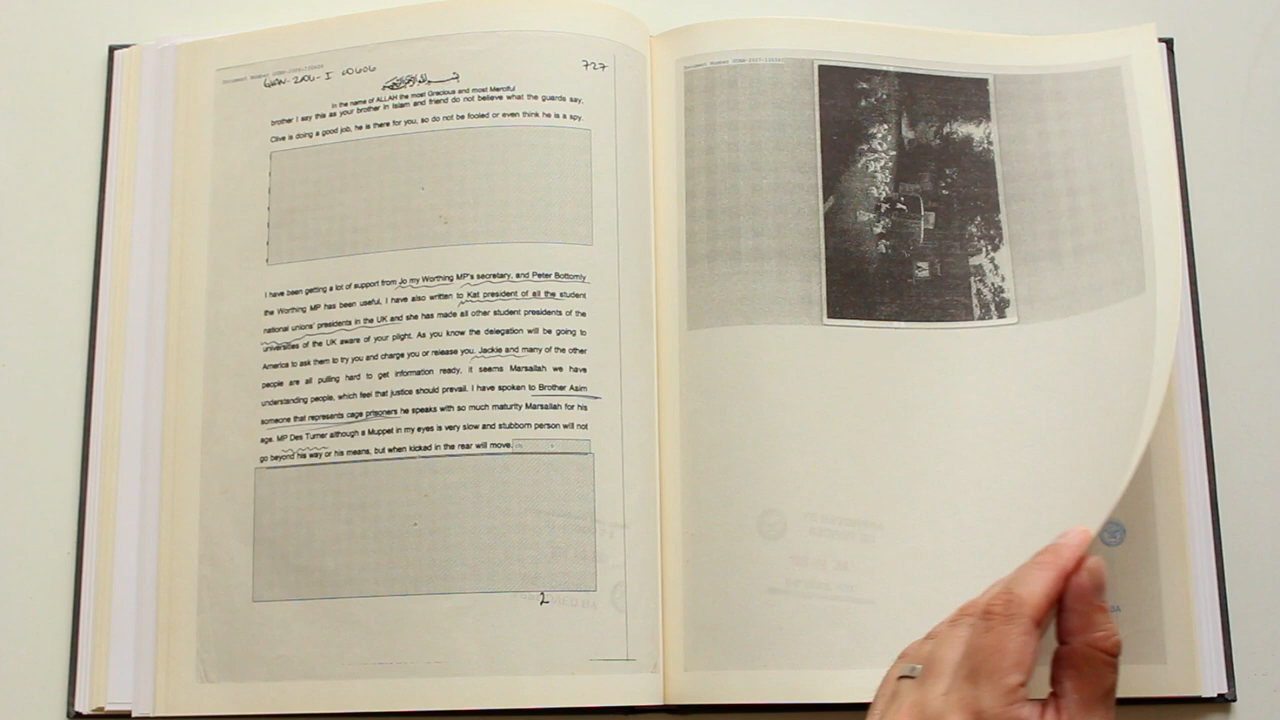 727
In the name of ALLAH the most Gracious and most Merciful
brother I say this as your brother in Islam and friend do not believe what the guards say,
Clive is doing a good job, he is there for you, so do not be fooled or even think he is a spy.
I have been getting a lot of support from Jo my Worthing MP's secretary, and Peter Bottomly
the Worthing MP has been useful, I have also written to Kat president of all the student
national unions' presidents in the UK and she has made all other student presidents of the
universities of the UK aware of your plight. As you know the delegation will be going to
America to ask them to try you and charge you or release you. Jackie and many of the other
people are all pulling hard to get information ready, it seems Marsallah we have
understanding people, which feel that justice should prevail. I have spoken to Brother Asim
someone that represents cage prisoners he speaks with so much maturity Marsallah for his
age. MP Des Turner although a Muppet in my eyes is very slow and stubborn person will not
go beyond his way or his means, but when kicked in the rear will move.
2
Document Number